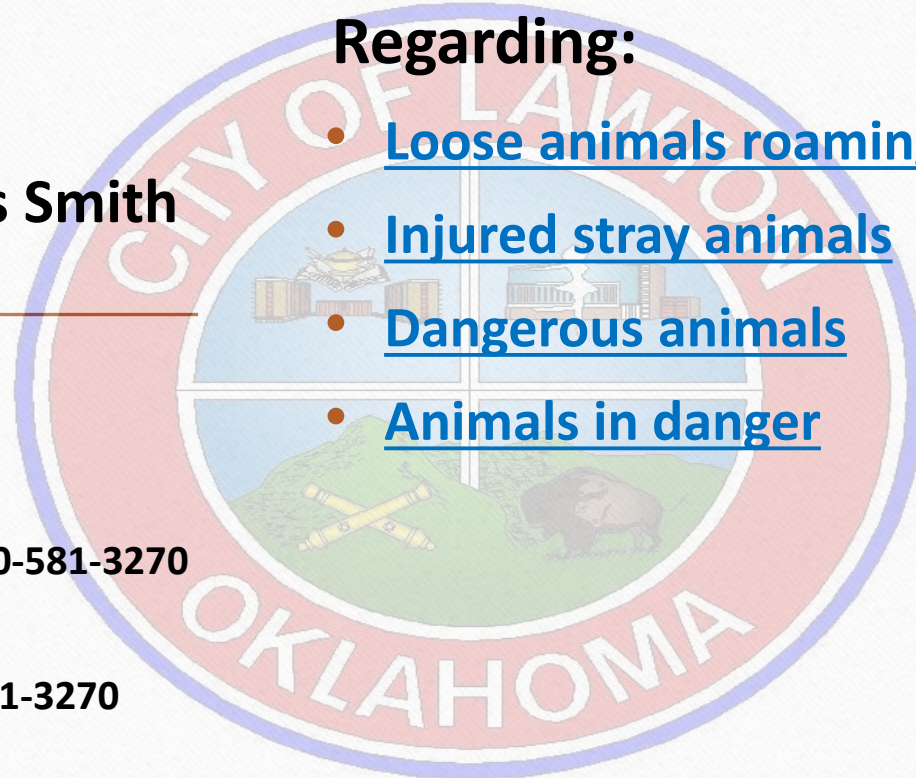 Regarding:
• Loose animals roamin
• Injured stray animals
• Dangerous animals
• Animals in danger
s Smith
0-581-3270
1-3270
CITY OF LAWTON
OKLAHOMA